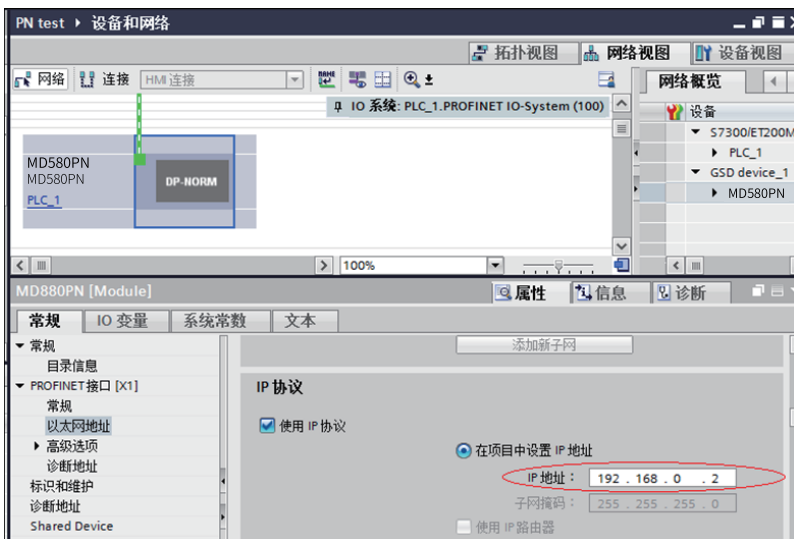 PN test ▸ 设备和网络
拓扑视图 网络视图 设备视图
网络 连接 HMI 连接
网络概览
IO 系统: PLC_1.PROFINET IO-System (100)
设备
S7300/ET200M
PLC_1
GSD device_1
MD580PN
MD580PN
MD580PN
DP-NORM
PLC_1
100%
MD880PN [Module]
属性 信息 诊断
常规 IO 变量 系统常数 文本
常规
目录信息
PROFINET接口 [X1]
常规
以太网地址
高级选项
诊断地址
标识和维护
诊断地址
Shared Device
添加新子网
IP 协议
使用 IP 协议
在项目中设置 IP 地址
IP 地址： 192 . 168 . 0 . 2
子网掩码： 255 . 255 . 255 . 0
使用 IP 路由器